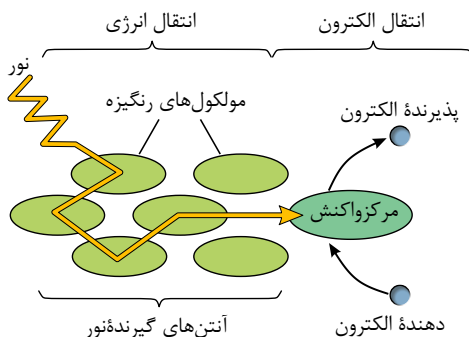 انتقال الکترون
انتقال انرژی
نور
مولکول‌های رنگیزه
پذیرندهٔ الکترون
مرکزواکنش
دهندهٔ الکترون
آنتن‌های گیرندهٔنور